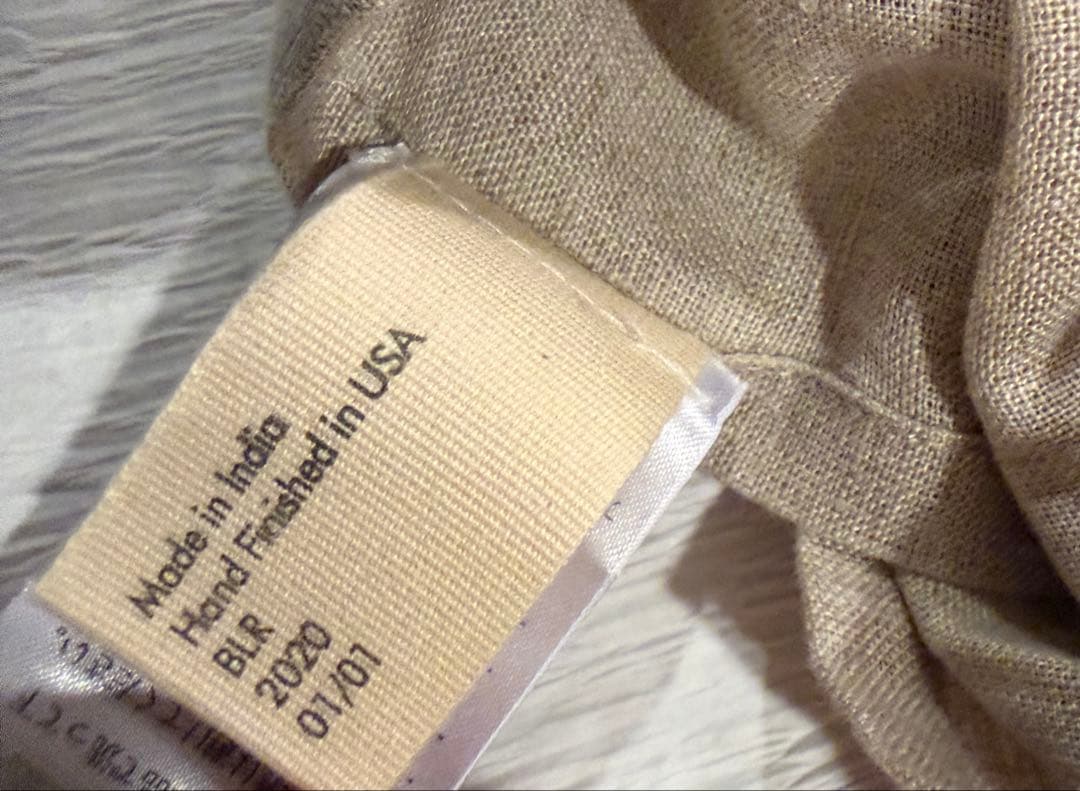 Made in India
Hand Finished in USA
BLR
2020
01/01